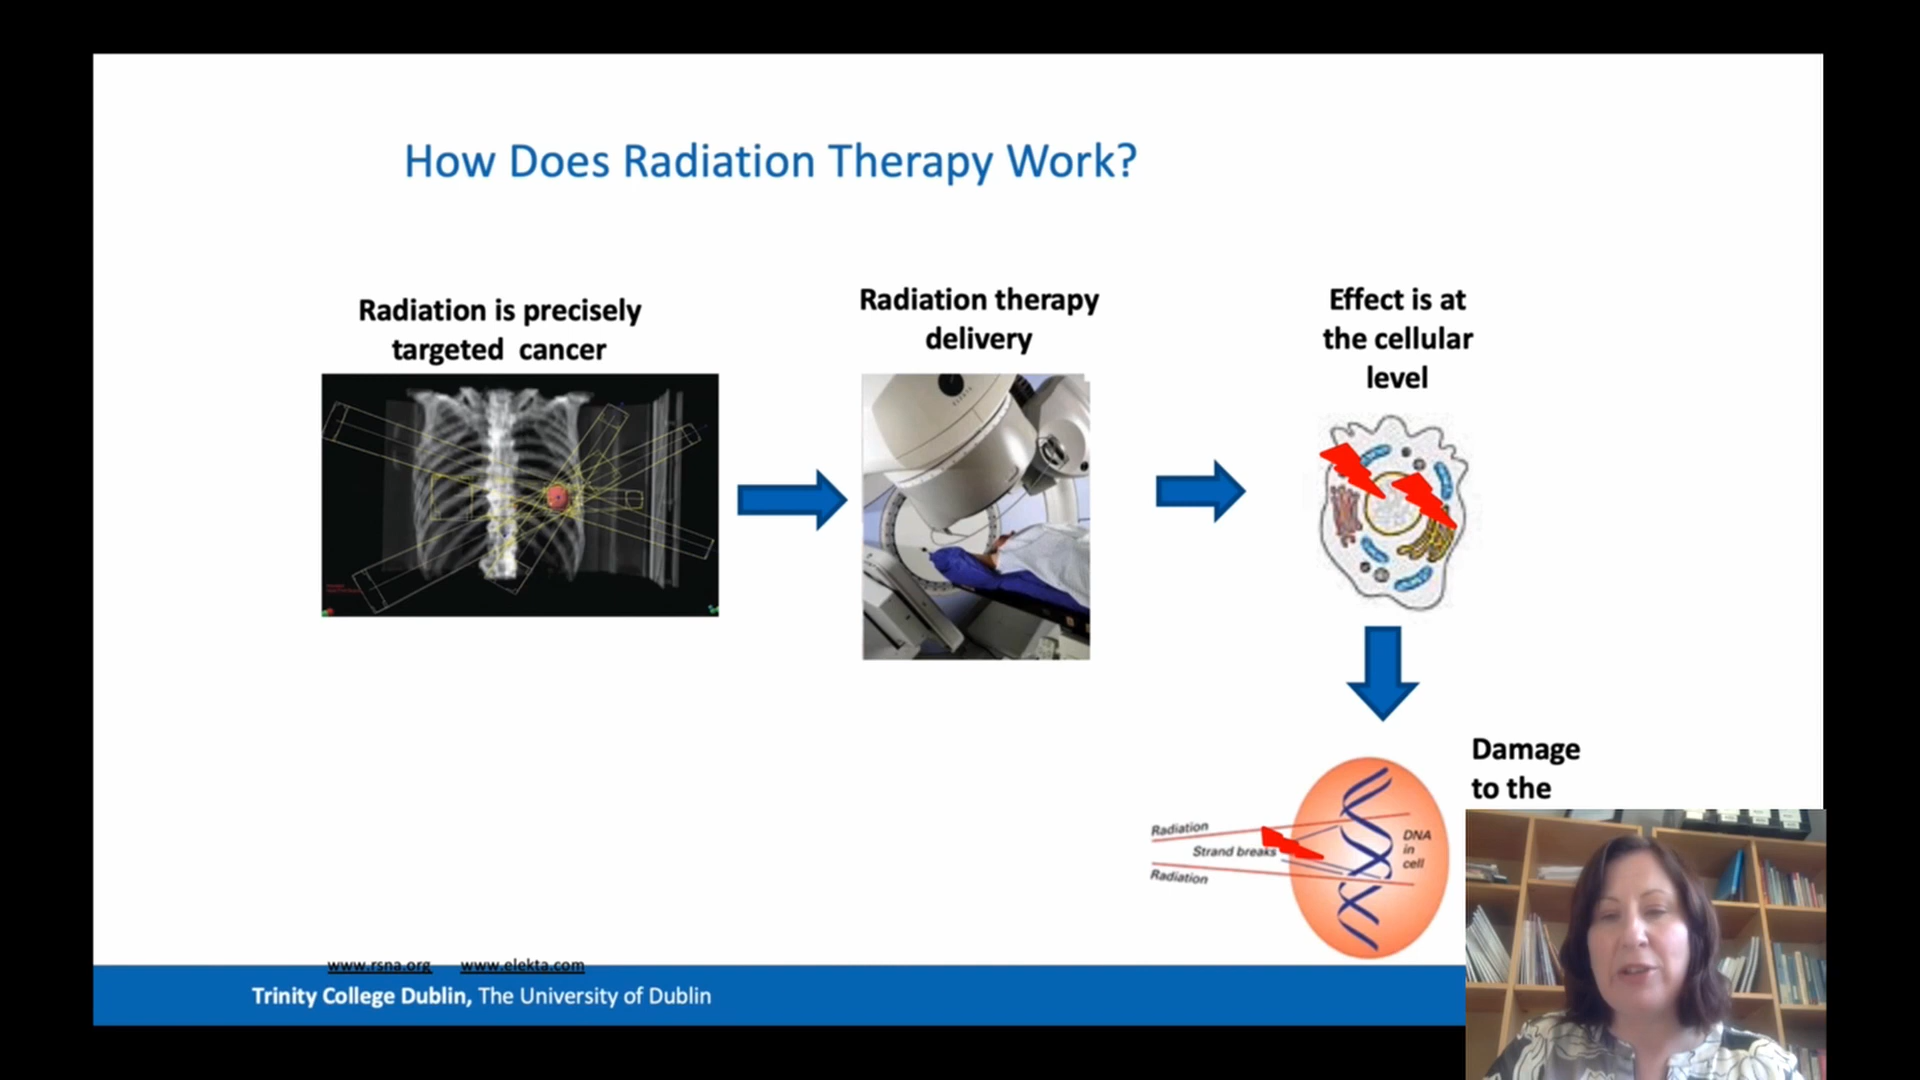 How Does Radiation Therapy Work?
Radiation is precisely
targeted cancer
Radiation therapy
delivery
Effect is at
the cellular
level
Damage
to the
Radiation
Strand breaks
Radiation
DNA
in
cell
www.rsna.org www.elekta.com
Trinity College Dublin, The University of Dublin